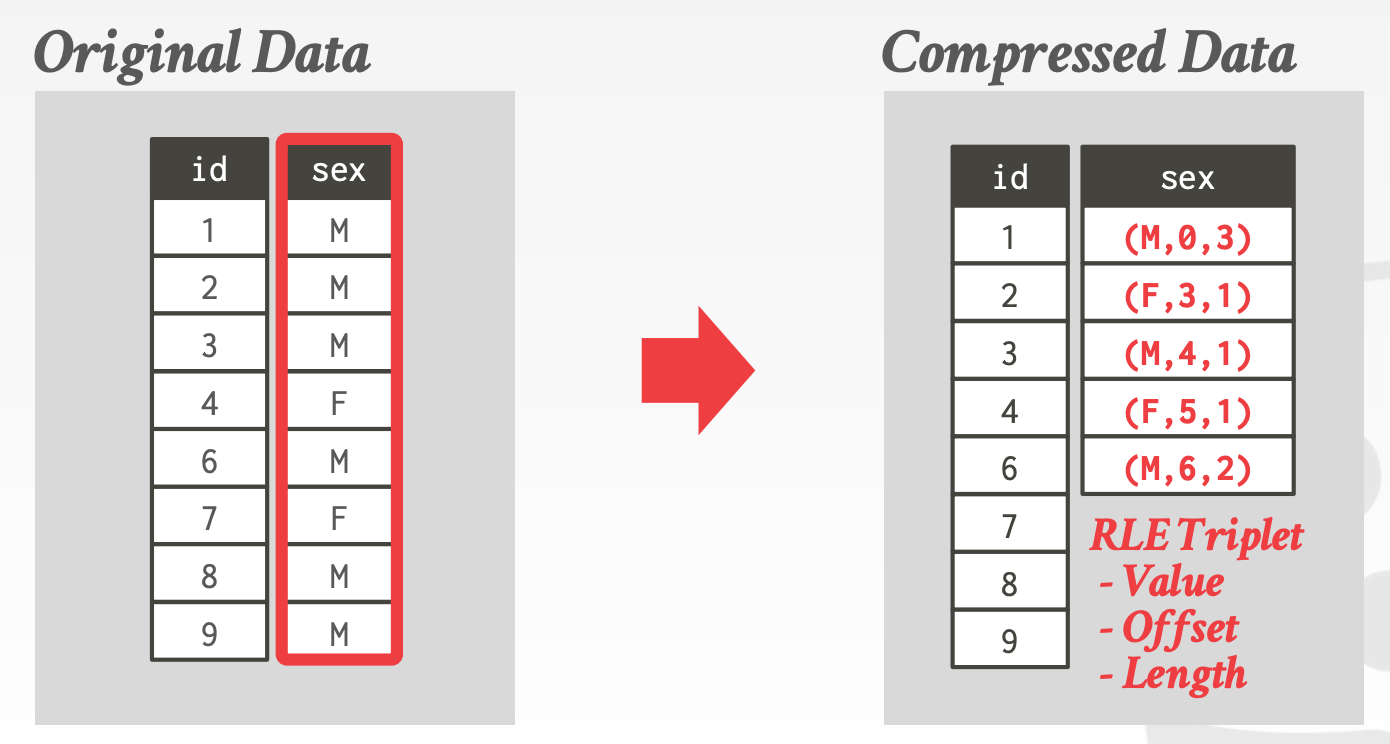 Original Data
id sex
1 M
2 M
3 M
4 F
6 M
7 F
8 M
9 M
Compressed Data
id sex
1 (M,0,3)
2 (F,3,1)
3 (M,4,1)
4 (F,5,1)
6 (M,6,2)
7
8
9
RLE Triplet
- Value
- Offset
- Length